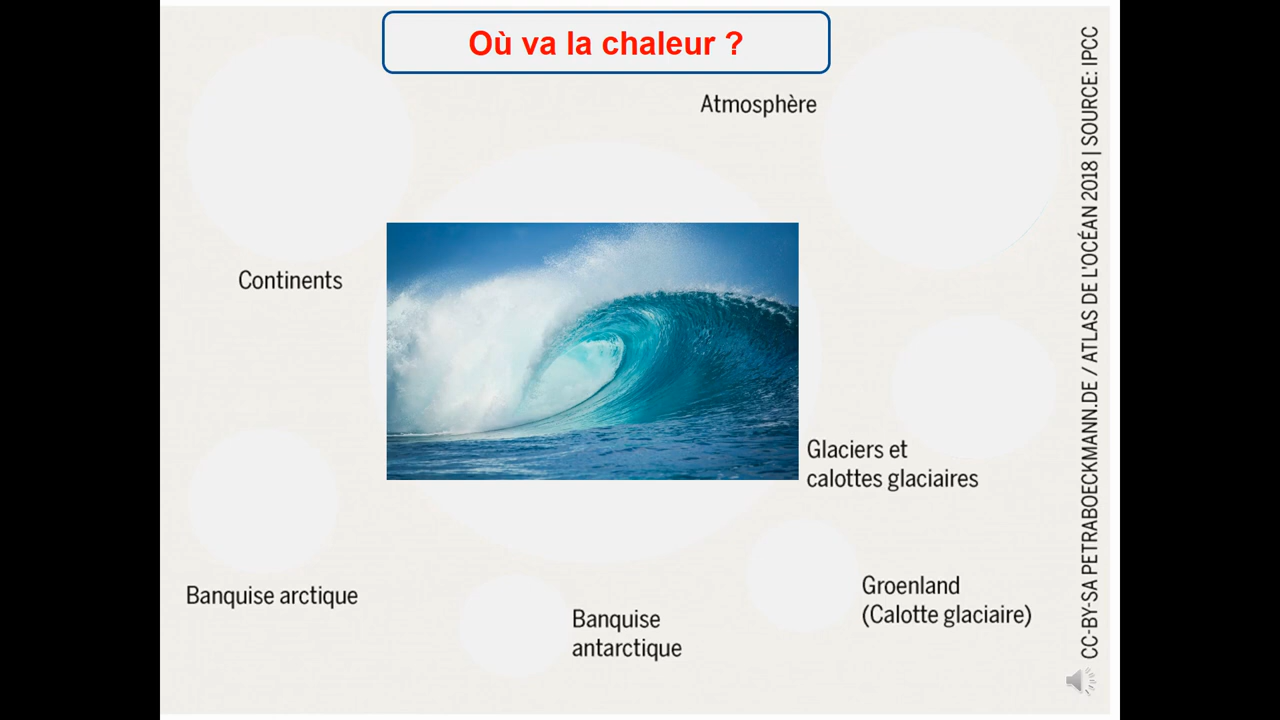 Où va la chaleur ?
Atmosphère
Continents
Glaciers et
calottes glaciaires
Banquise arctique
Groenland
(Calotte glaciaire)
Banquise
antarctique
CC-BY-SA PETRABOECKMANN.DE / ATLAS DE L'OCÉAN 2018 | SOURCE: IPCC